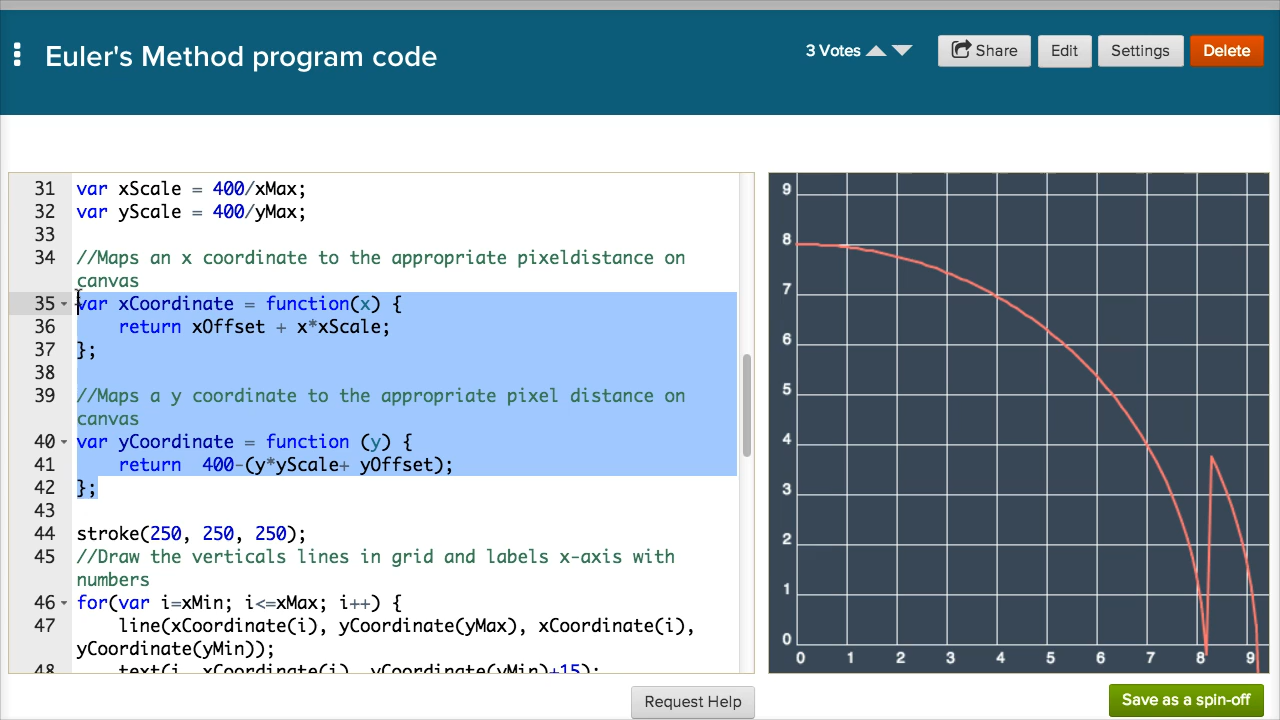 Euler's Method program code
3 Votes
Share
Edit
Settings
Delete
31 var xScale = 400/xMax;
32 var yScale = 400/yMax;
33
34 //Maps an x coordinate to the appropriate pixeldistance on
canvas
35 var xCoordinate = function(x) {
36 return xOffset + x*xScale;
37 };
38
39 //Maps a y coordinate to the appropriate pixel distance on
canvas
40 var yCoordinate = function (y) {
41 return  400-(y*yScale+ yOffset);
42 };
43
44 stroke(250, 250, 250);
45 //Draw the verticals lines in grid and labels x-axis with
numbers
46 for(var i=xMin; i<=xMax; i++) {
47 line(xCoordinate(i), yCoordinate(yMax), xCoordinate(i),
yCoordinate(yMin));
48 text(i, xCoordinate(i), yCoordinate(yMin)+15);
9
8
7
6
5
4
3
2
1
0
0 1 2 3 4 5 6 7 8 9
Request Help
Save as a spin-off